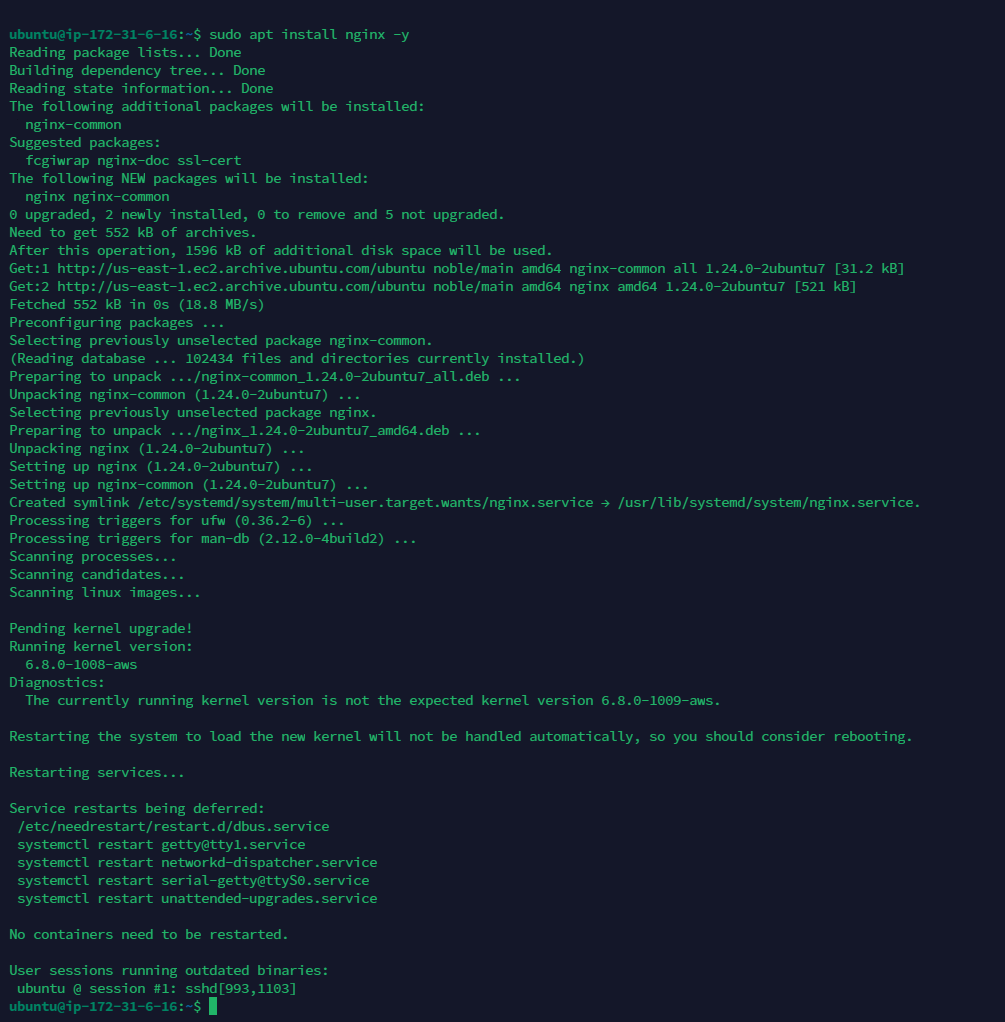 ubuntu@ip-172-31-6-16:~$ sudo apt install nginx -y
Reading package lists... Done
Building dependency tree... Done
Reading state information... Done
The following additional packages will be installed:
  nginx-common
Suggested packages:
  fcgiwrap nginx-doc ssl-cert
The following NEW packages will be installed:
  nginx nginx-common
0 upgraded, 2 newly installed, 0 to remove and 5 not upgraded.
Need to get 552 kB of archives.
After this operation, 1596 kB of additional disk space will be used.
Get:1 http://us-east-1.ec2.archive.ubuntu.com/ubuntu noble/main amd64 nginx-common all 1.24.0-2ubuntu7 [31.2 kB]
Get:2 http://us-east-1.ec2.archive.ubuntu.com/ubuntu noble/main amd64 nginx amd64 1.24.0-2ubuntu7 [521 kB]
Fetched 552 kB in 0s (18.8 MB/s)
Preconfiguring packages ...
Selecting previously unselected package nginx-common.
(Reading database ... 102434 files and directories currently installed.)
Preparing to unpack .../nginx-common_1.24.0-2ubuntu7_all.deb ...
Unpacking nginx-common (1.24.0-2ubuntu7) ...
Selecting previously unselected package nginx.
Preparing to unpack .../nginx_1.24.0-2ubuntu7_amd64.deb ...
Unpacking nginx (1.24.0-2ubuntu7) ...
Setting up nginx (1.24.0-2ubuntu7) ...
Setting up nginx-common (1.24.0-2ubuntu7) ...
Created symlink /etc/systemd/system/multi-user.target.wants/nginx.service → /usr/lib/systemd/system/nginx.service.
Processing triggers for ufw (0.36.2-6) ...
Processing triggers for man-db (2.12.0-4build2) ...
Scanning processes...
Scanning candidates...
Scanning linux images...

Pending kernel upgrade!
Running kernel version:
  6.8.0-1008-aws
Diagnostics:
  The currently running kernel version is not the expected kernel version 6.8.0-1009-aws.

Restarting the system to load the new kernel will not be handled automatically, so you should consider rebooting.

Restarting services...

Service restarts being deferred:
 /etc/needrestart/restart.d/dbus.service
 systemctl restart getty@tty1.service
 systemctl restart networkd-dispatcher.service
 systemctl restart serial-getty@ttyS0.service
 systemctl restart unattended-upgrades.service

No containers need to be restarted.

User sessions running outdated binaries:
 ubuntu @ session #1: sshd[993,1103]
ubuntu@ip-172-31-6-16:~$